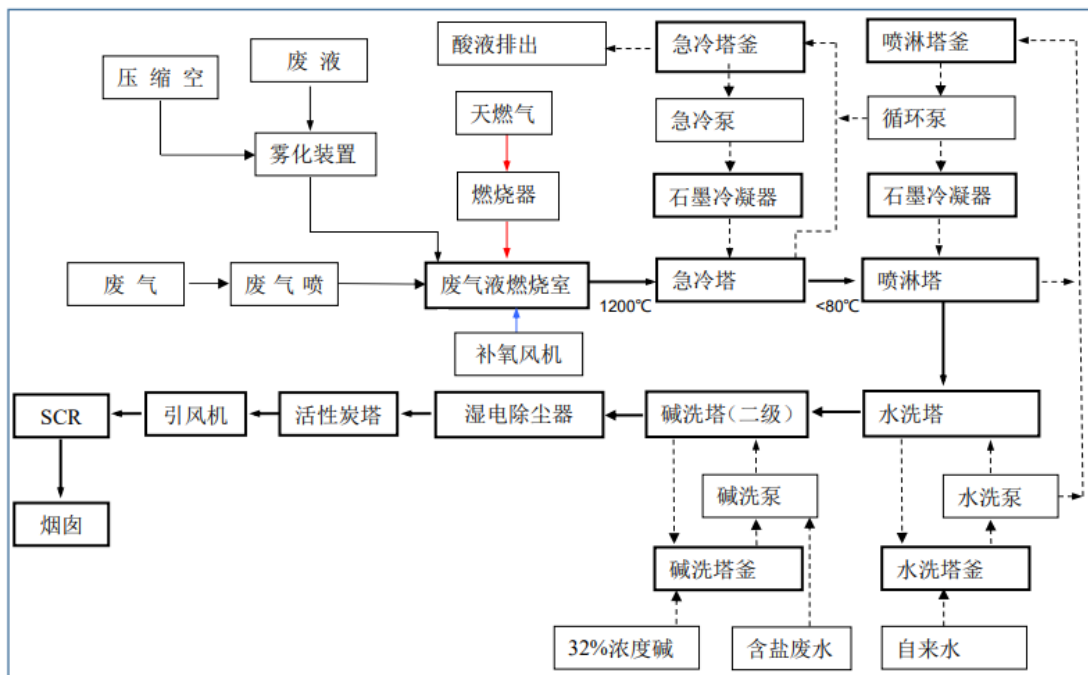 废 液
酸液排出
急冷塔釜
喷淋塔釜
压 缩 空
天燃气
急冷泵
循环泵
雾化装置
燃烧器
石墨冷凝器
石墨冷凝器
废 气
废 气 喷
废气液燃烧室
1200℃
急冷塔
<80℃
喷淋塔
补氧风机
SCR
引风机
活性炭塔
湿电除尘器
碱洗塔（二级）
水洗塔
碱洗泵
水洗泵
烟囱
碱洗塔釜
水洗塔釜
32%浓度碱
含盐废水
自来水